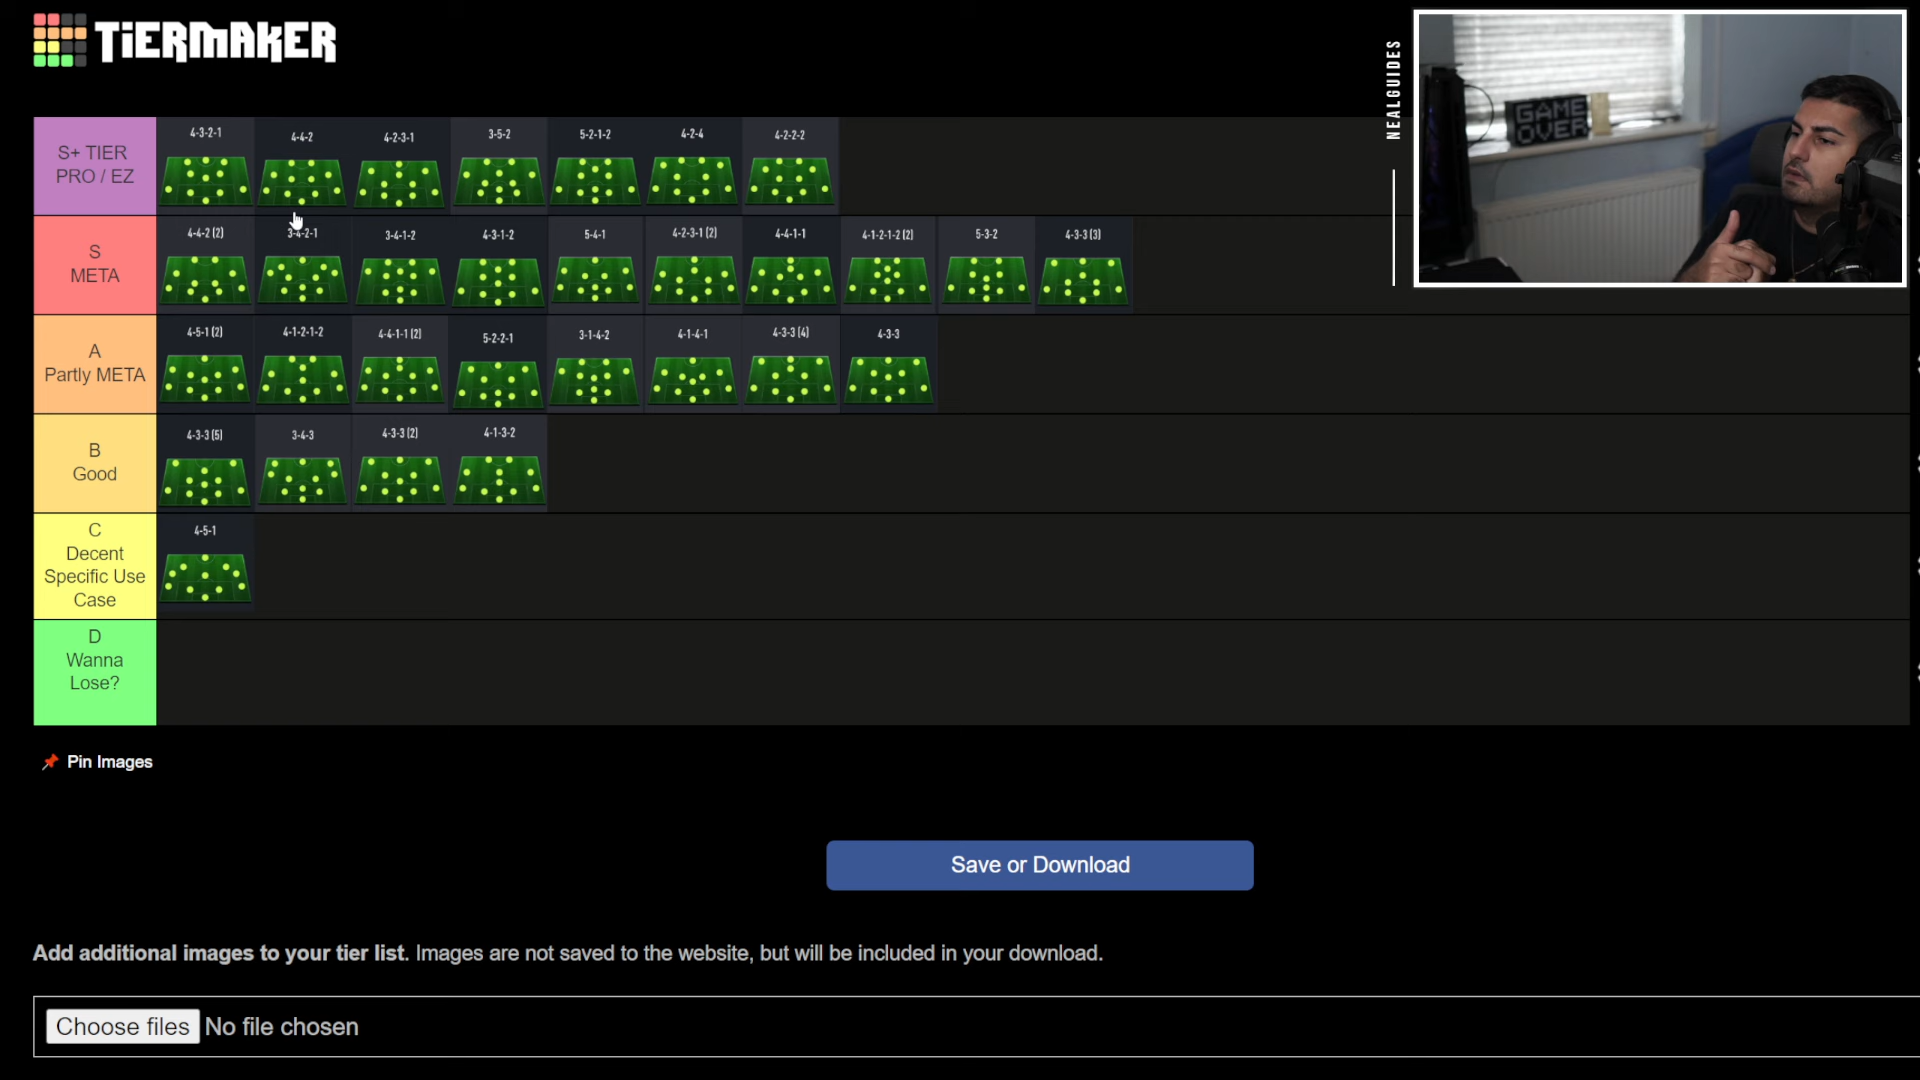 TiERMAKER
NEALGUIDES
GAME
OVER
S+ TIER
PRO / EZ
4-3-2-1
4-4-2
4-2-3-1
3-5-2
5-2-1-2
4-2-4
4-2-2-2
S
META
4-4-2 (2)
3-4-2-1
3-4-1-2
4-3-1-2
5-4-1
4-2-3-1 (2)
4-4-1-1
4-1-2-1-2 (2)
5-3-2
4-3-3 (3)
A
Partly META
4-5-1 (2)
4-1-2-1-2
4-4-1-1 (2)
5-2-2-1
3-1-4-2
4-1-4-1
4-3-3 (4)
4-3-3
B
Good
4-3-3 (5)
3-4-3
4-3-3 (2)
4-1-3-2
C
Decent
Specific Use
Case
4-5-1
D
Wanna
Lose?
Pin Images
Save or Download
Add additional images to your tier list. Images are not saved to the website, but will be included in your download.
Choose files No file chosen